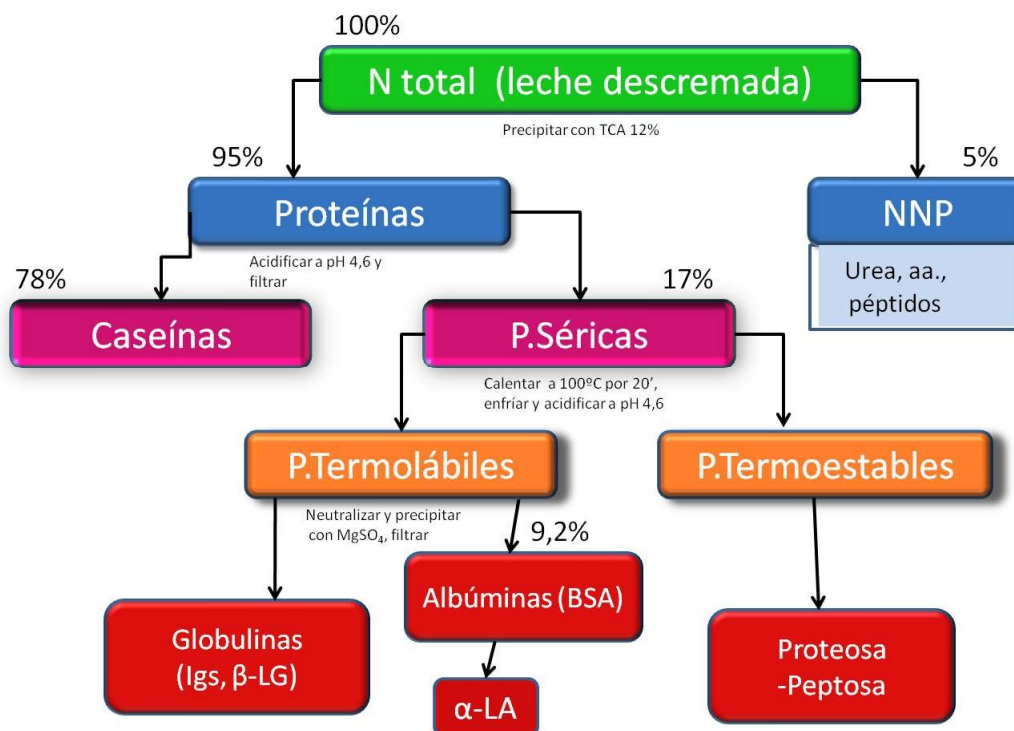 100%
N total (leche descremada)
Precipitar con TCA 12%
95%
5%
Proteínas
NNP
Acidificar a pH 4,6 y
filtrar
Urea, aa.,
péptidos
78%
17%
Caseínas
P.Séricas
Calentar a 100ºC por 20’,
enfríar y acidificar a pH 4,6
P.Termolábiles
P.Termoestables
Neutralizar y precipitar
con MgSO₄, filtrar
9,2%
Albúminas (BSA)
Globulinas
(Igs, β-LG)
Proteosa
-Peptosa
α-LA